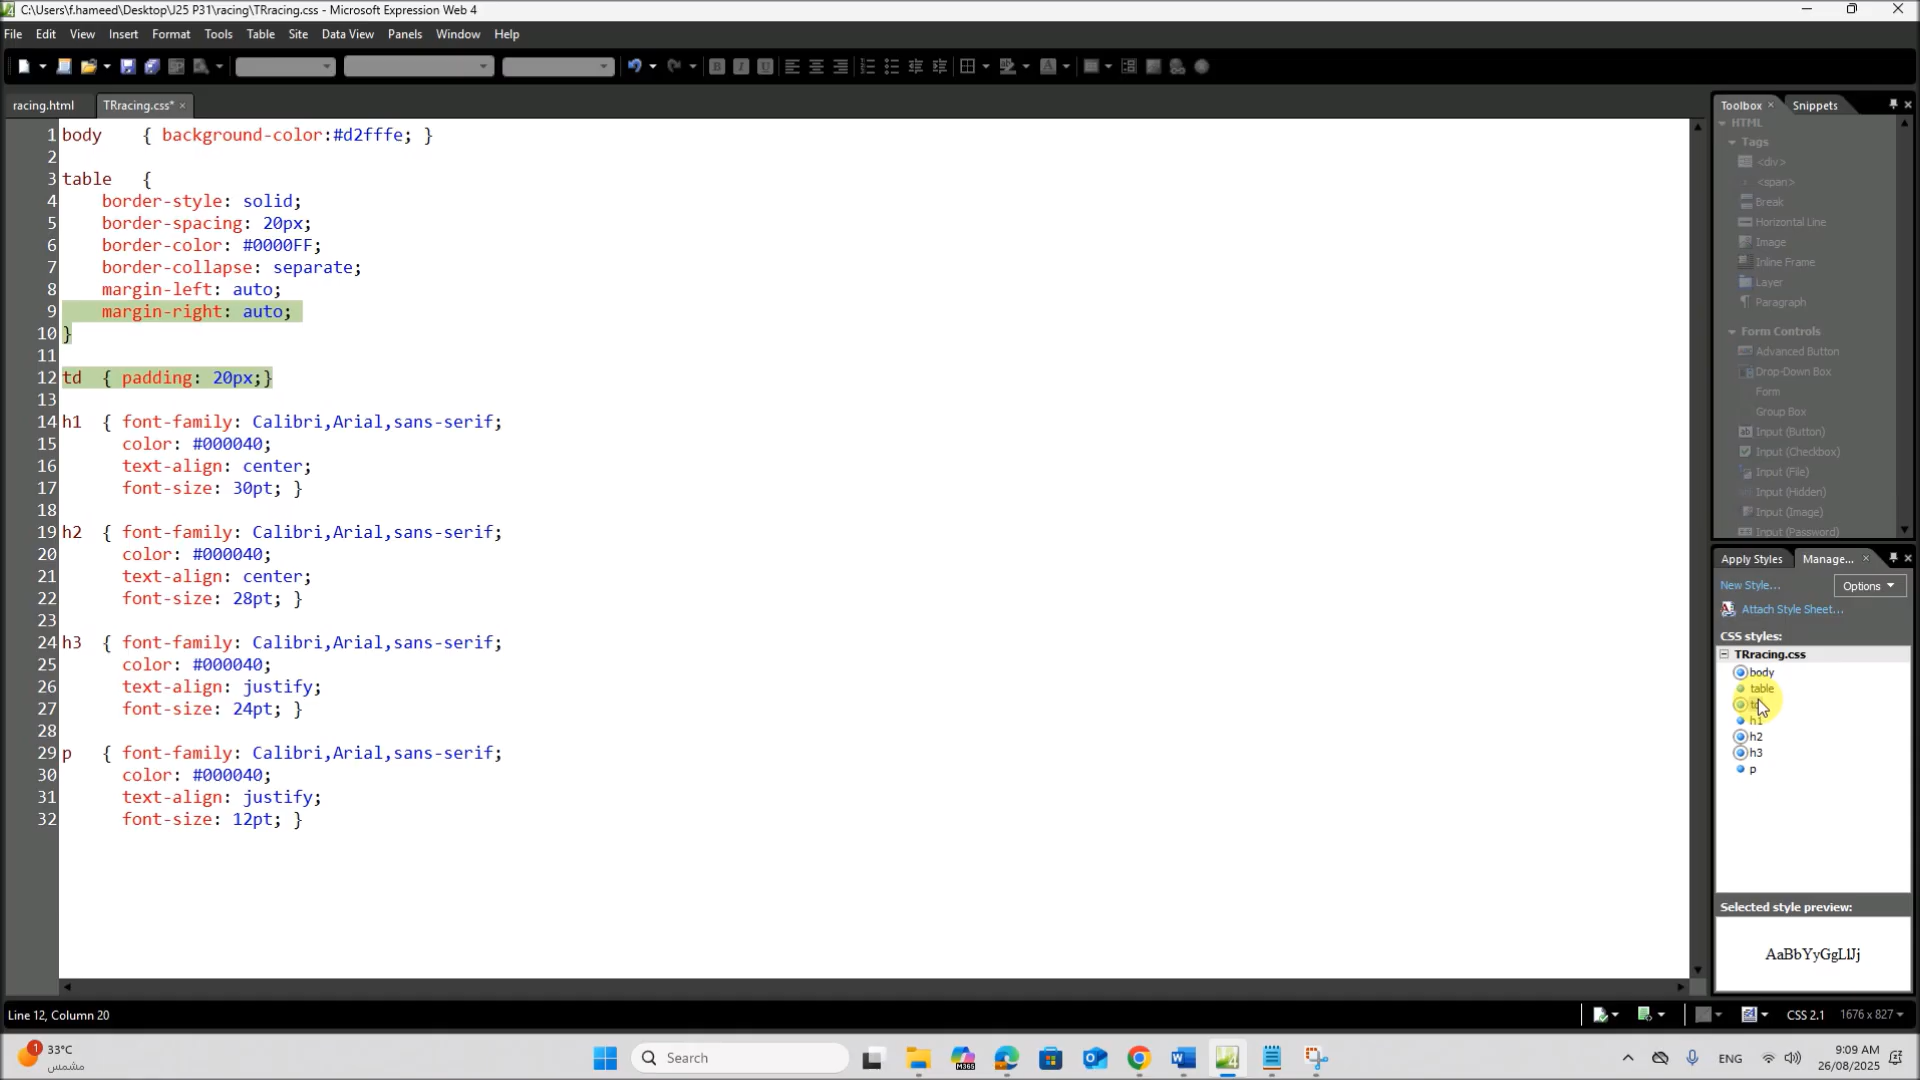 C:\Users\f.hameed\Desktop\J25 P31\racing\TRracing.css - Microsoft Expression Web 4
File Edit View Insert Format Tools Table Site Data View Panels Window Help
racing.html TRracing.css*
Toolbox Snippets
1 body { background-color:#d2fffe; }
2
3 table {
4 border-style: solid;
5 border-spacing: 20px;
6 border-color: #0000FF;
7 border-collapse: separate;
8 margin-left: auto;
9 margin-right: auto;
10 }
11
12 td { padding: 20px;}
13
14 h1 { font-family: Calibri,Arial,sans-serif;
15 color: #000040;
16 text-align: center;
17 font-size: 30pt; }
18
19 h2 { font-family: Calibri,Arial,sans-serif;
20 color: #000040;
21 text-align: center;
22 font-size: 28pt; }
23
24 h3 { font-family: Calibri,Arial,sans-serif;
25 color: #000040;
26 text-align: justify;
27 font-size: 24pt; }
28
29 p { font-family: Calibri,Arial,sans-serif;
30 color: #000040;
31 text-align: justify;
32 font-size: 12pt; }
HTML
Tags
<div>
<span>
Break
Horizontal Line
Image
Inline Frame
Layer
Paragraph
Form Controls
Advanced Button
Drop-Down Box
Form
Group Box
Input (Button)
Input (Checkbox)
Input (File)
Input (Hidden)
Input (Image)
Input (Password)
Apply Styles Manage...
New Style... Options
Attach Style Sheet...
CSS styles:
TRracing.css
body
table
h1
h2
h3
p
Selected style preview:
AaBbYyGgLlJj
Line 12, Column 20
CSS 2.1 1676 x 827
1
33°C
مشمس
Search
M365
ENG
9:09 AM
26/08/2025